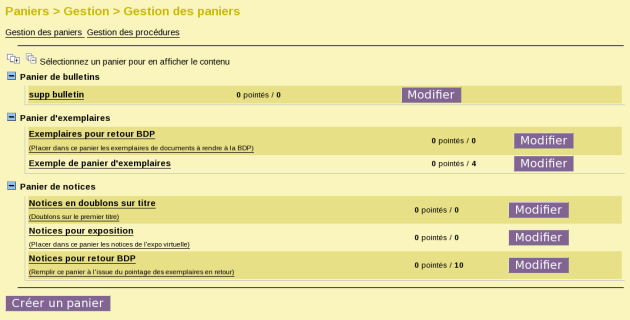 Paniers > Gestion > Gestion des paniers
Gestion des paniers Gestion des procédures
Sélectionnez un panier pour en afficher le contenu
Panier de bulletins
supp bulletin 0 pointés / 0 Modifier
Panier d'exemplaires
Exemplaires pour retour BDP 0 pointés / 0 Modifier
(Placer dans ce panier les exemplaires de documents à rendre à la BDP)
Exemple de panier d'exemplaires 0 pointés / 4 Modifier
Panier de notices
Notices en doublons sur titre 0 pointés / 0 Modifier
(Doublons sur le premier titre)
Notices pour exposition 0 pointés / 0 Modifier
(Placer dans ce panier les notices de l'expo virtuelle)
Notices pour retour BDP 0 pointés / 10 Modifier
(Remplir ce panier à l'issue du pointage des exemplaires en retour)
Créer un panier